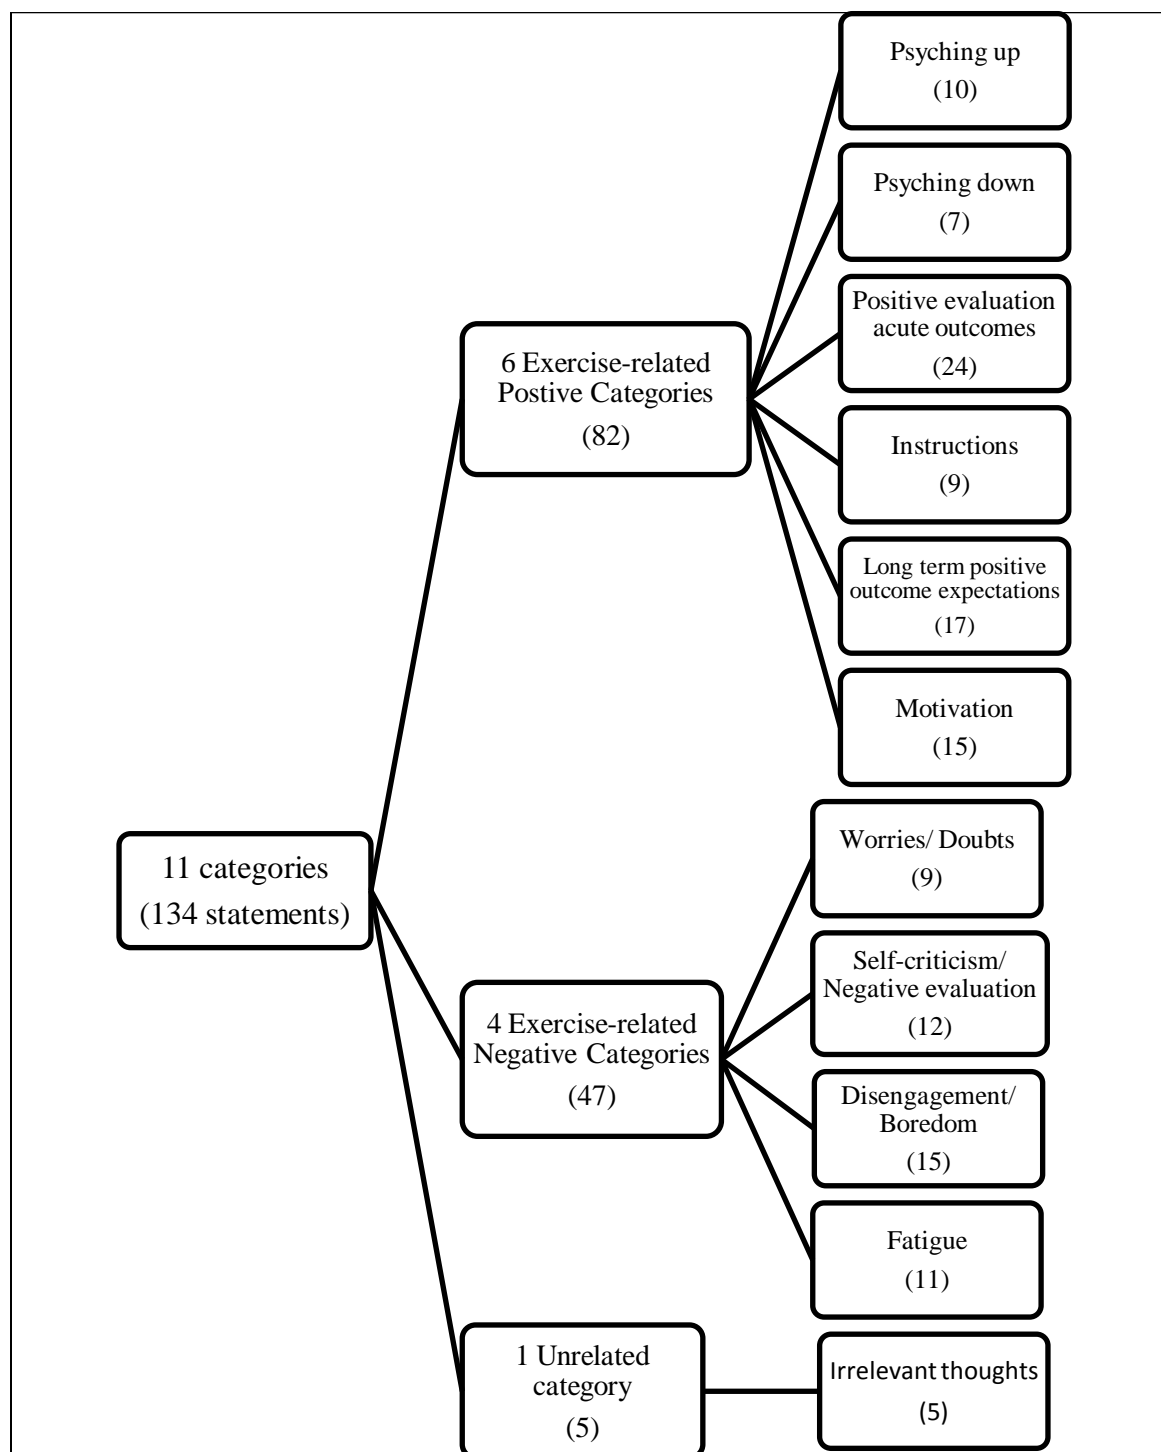 Psyching up
(10)
Psyching down
(7)
Positive evaluation
acute outcomes
(24)
6 Exercise-related
Postive Categories
(82)
Instructions
(9)
Long term positive
outcome expectations
(17)
Motivation
(15)
11 categories
(134 statements)
Worries/ Doubts
(9)
Self-criticism/
Negative evaluation
(12)
4 Exercise-related
Negative Categories
(47)
Disengagement/
Boredom
(15)
Fatigue
(11)
1 Unrelated
category
(5)
Irrelevant thoughts
(5)